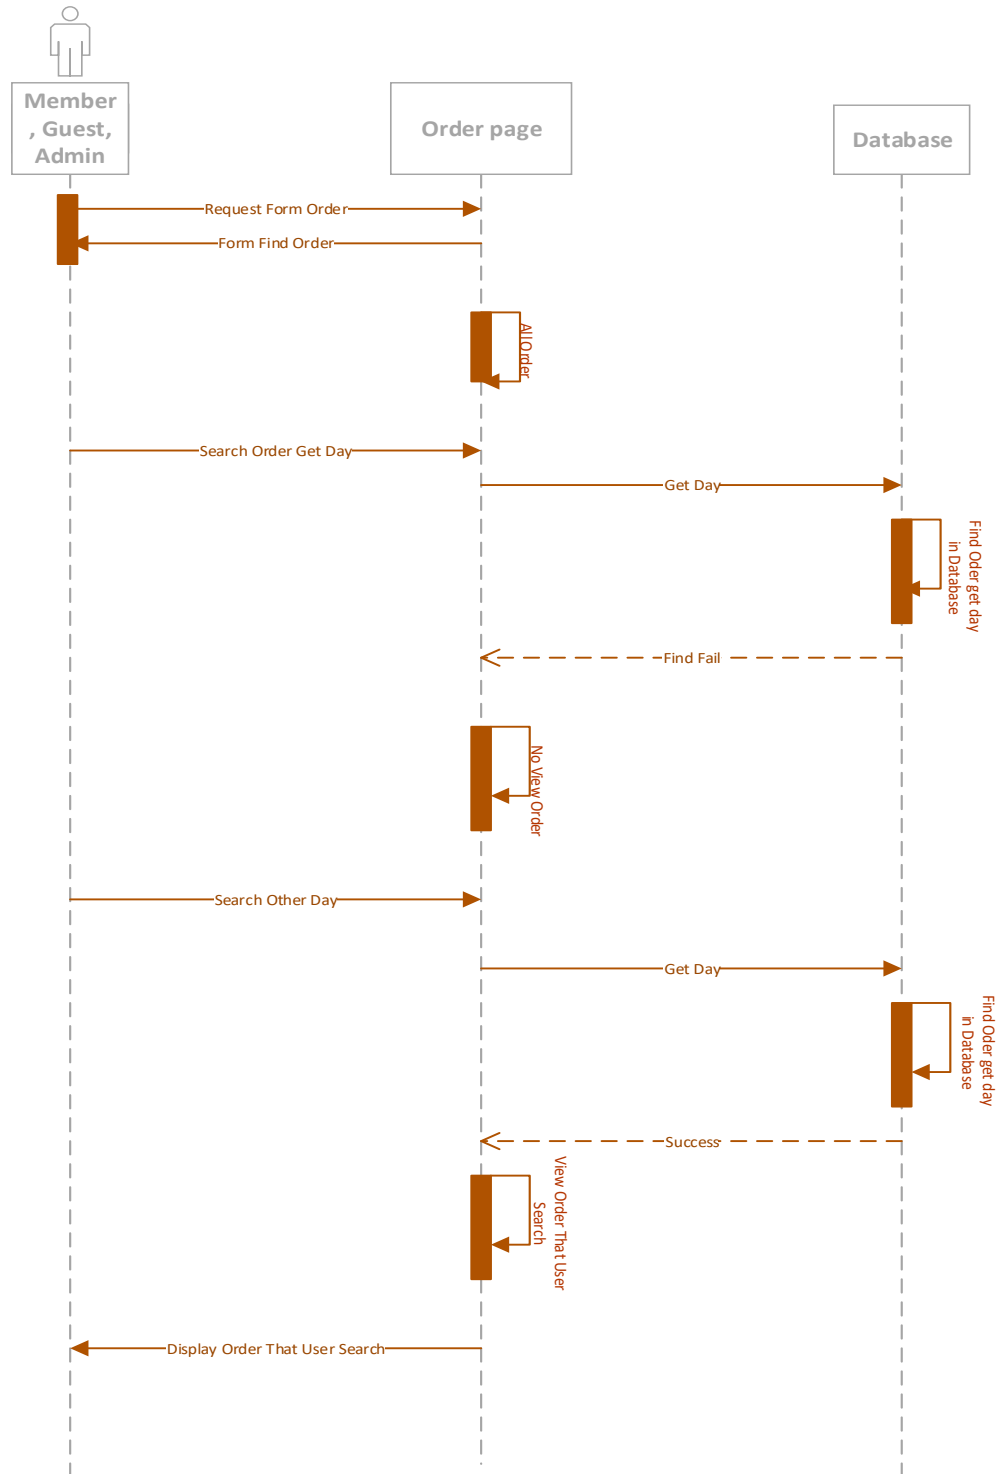 Member
, Guest,
Admin
Order page
Database
Request Form Order
Form Find Order
All Order
Search Order Get Day
Get Day
Find Oder get day
in Database
Find Fail
No View Order
Search Other Day
Get Day
Find Oder get day
in Database
Success
View Order That User
Search
Display Order That User Search